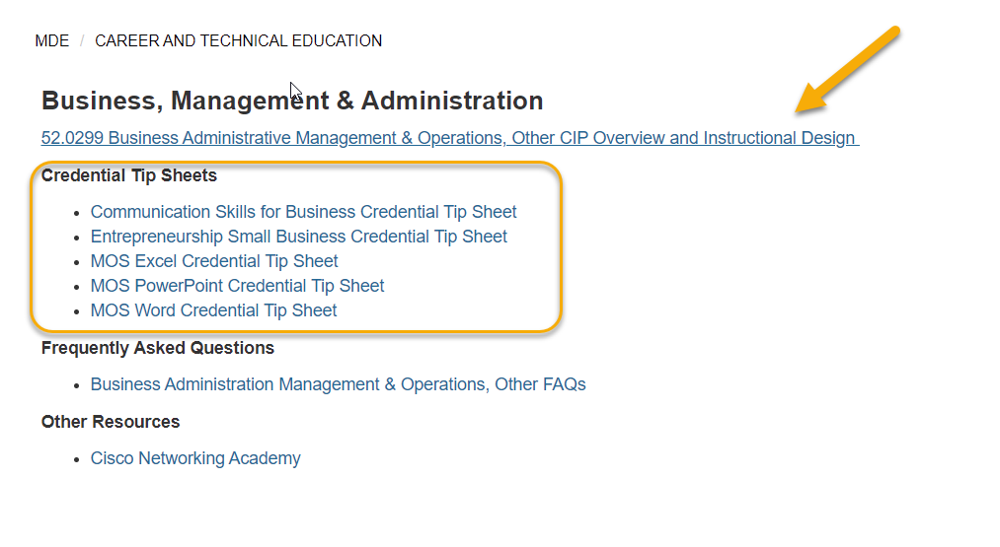 MDE / CAREER AND TECHNICAL EDUCATION
Business, Management & Administration
52.0299 Business Administrative Management & Operations, Other CIP Overview and Instructional Design
Credential Tip Sheets
Communication Skills for Business Credential Tip Sheet
Entrepreneurship Small Business Credential Tip Sheet
MOS Excel Credential Tip Sheet
MOS PowerPoint Credential Tip Sheet
MOS Word Credential Tip Sheet
Frequently Asked Questions
Business Administration Management & Operations, Other FAQs
Other Resources
Cisco Networking Academy